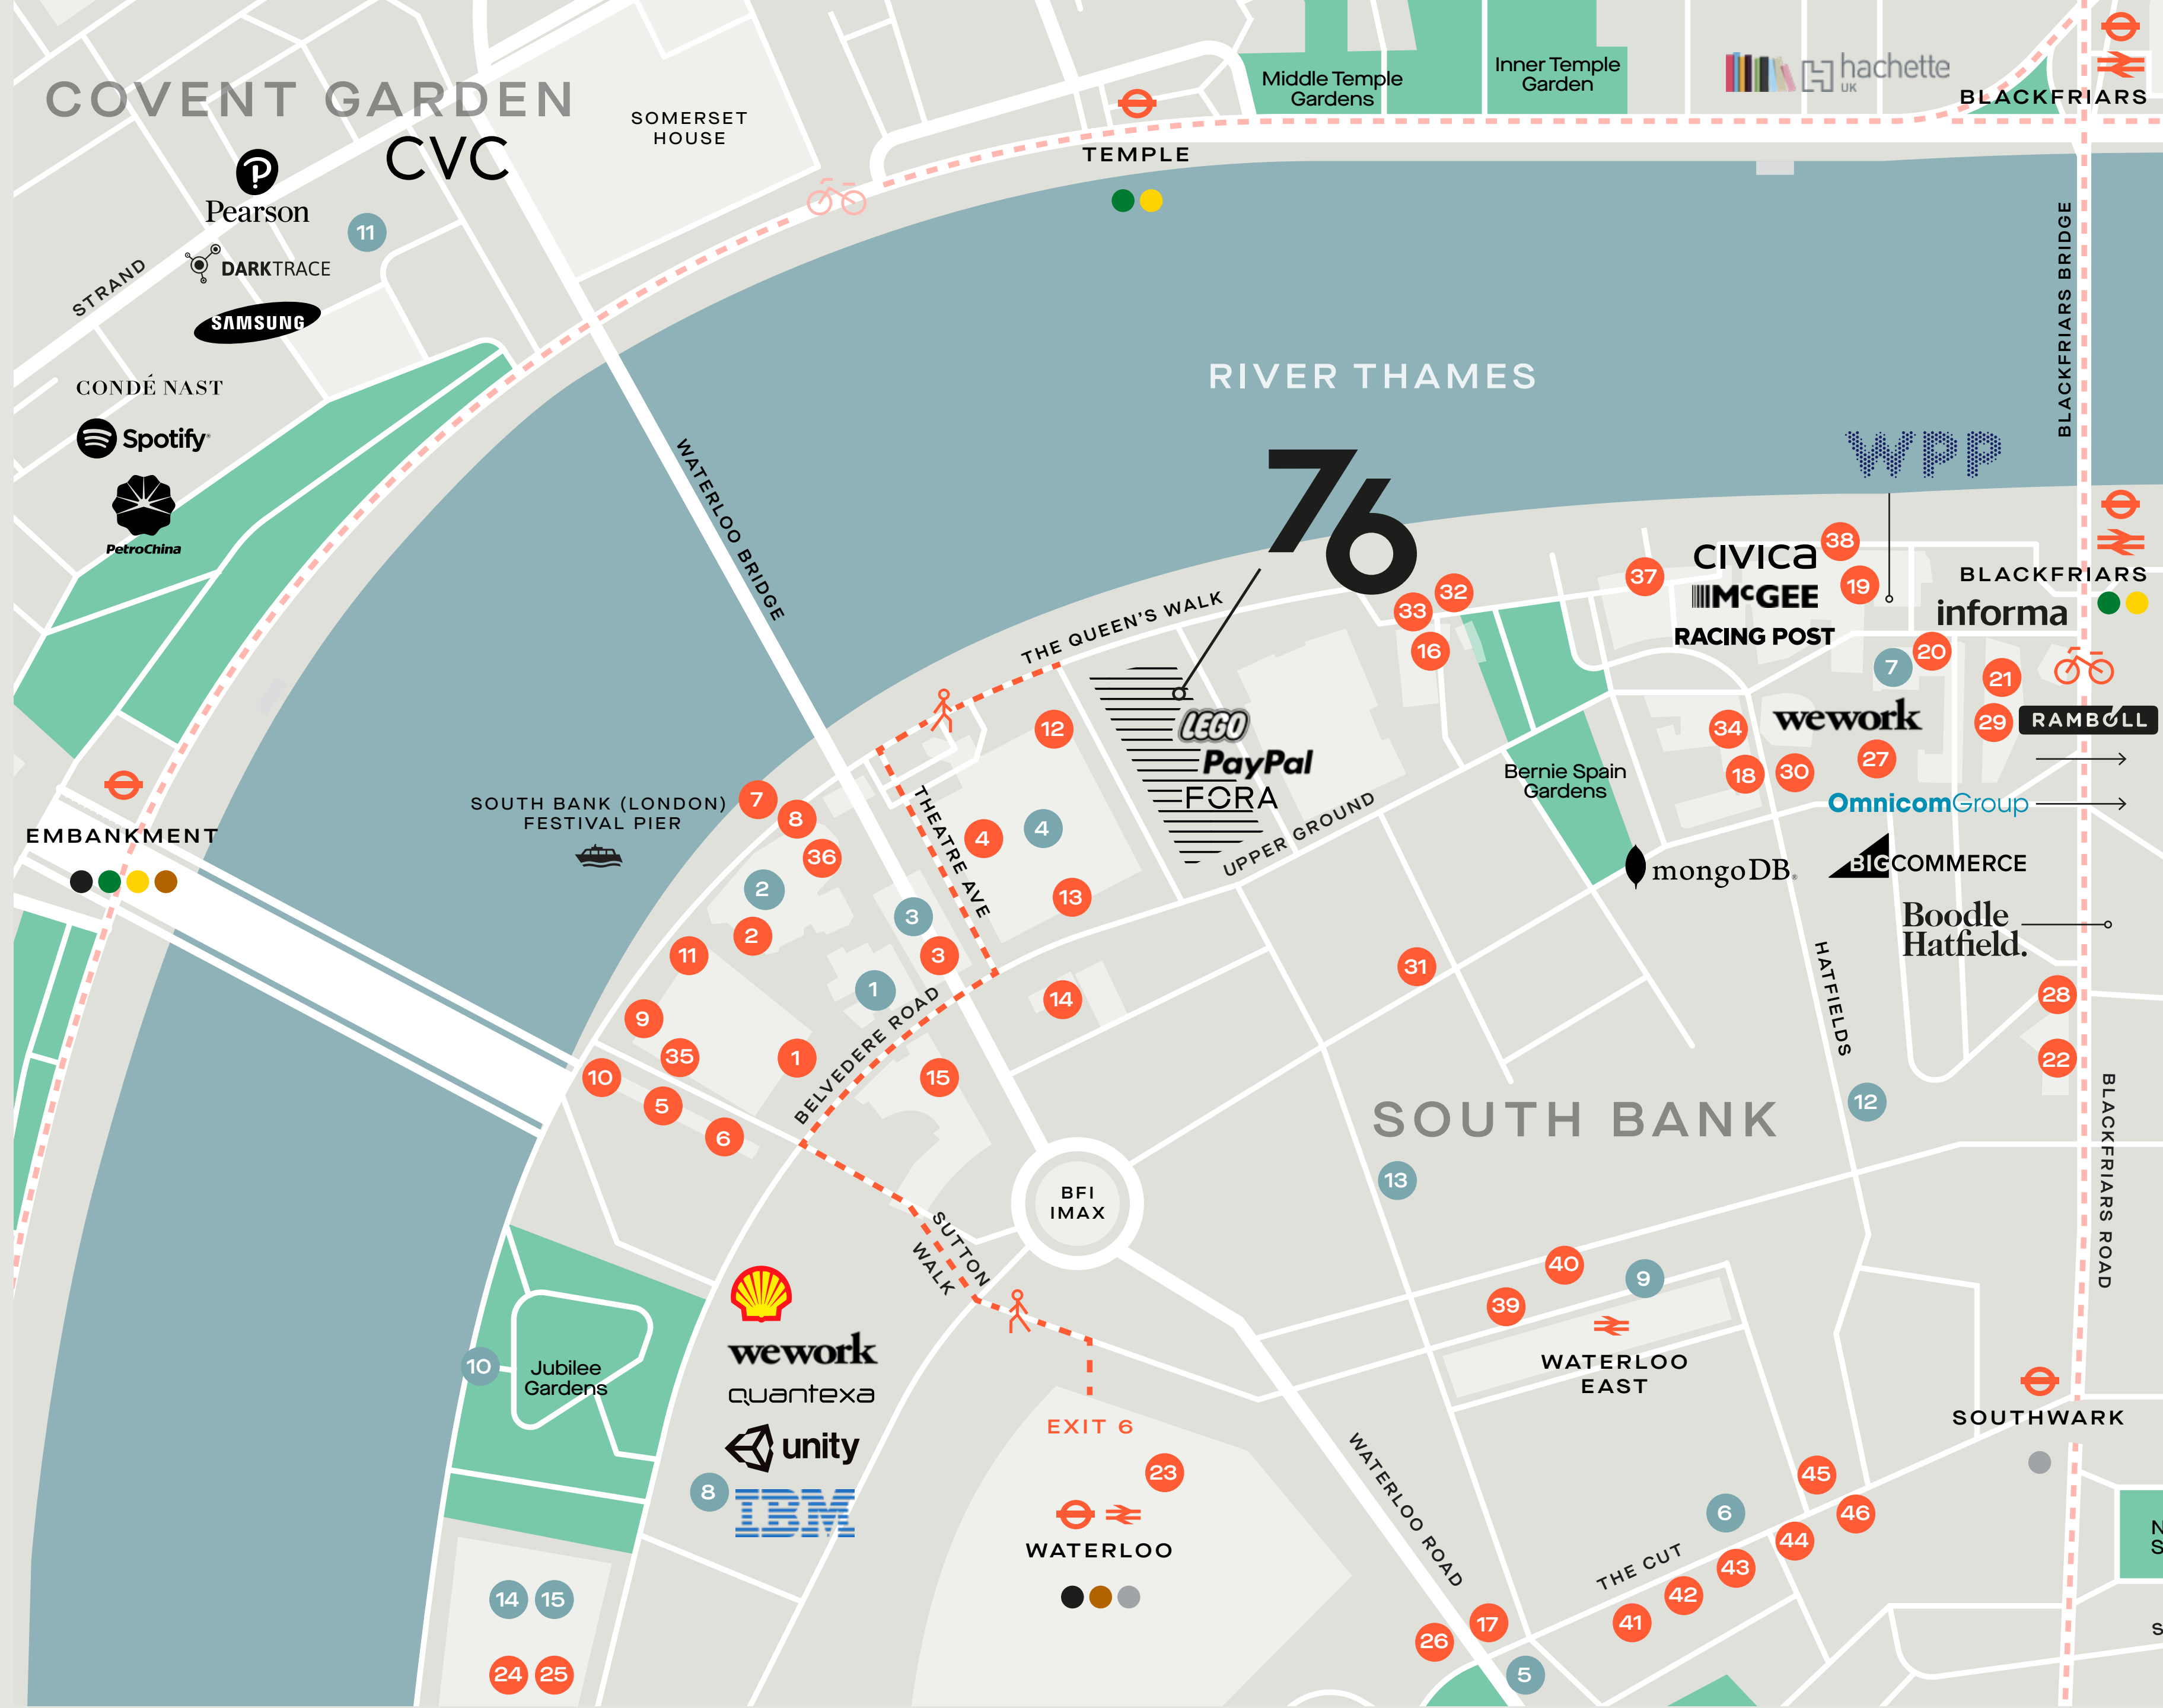 COVENT GARDEN
CVC
Pearson
11
STRAND
DARKTRACE
SAMSUNG
CONDÉ NAST
Spotify
PetroChina
SOMERSET
HOUSE
TEMPLE
Middle Temple
Gardens
Inner Temple
Garden
hachette
UK
BLACKFRIARS
BLACKFRIARS BRIDGE
RIVER THAMES
WATERLOO BRIDGE
76
WPP
THE QUEEN'S WALK
33
32
16
37
CIVICA
38
McGEE
19
RACING POST
BLACKFRIARS
informa
7
20
21
29
RAMBOLL
wework
34
18
30
27
OmnicomGroup
BIGCOMMERCE
mongoDB
Boodle
Hatfield.
Bernie Spain
Gardens
12
LEGO
PayPal
FORA
UPPER GROUND
EMBANKMENT
SOUTH BANK (LONDON)
FESTIVAL PIER
7
8
36
THEATRE AVE
4
4
13
2
2
3
3
11
1
9
35
1
10
5
6
BELVEDERE ROAD
14
15
31
HATFIELDS
28
22
12
BLACKFRIARS ROAD
SOUTH BANK
13
BFI
IMAX
SUTTON
WALK
40
39
9
WATERLOO
EAST
SOUTHWARK
10
Jubilee
Gardens
wework
quantexa
unity
8
IBM
EXIT 6
23
WATERLOO
WATERLOO ROAD
THE CUT
45
6
46
44
43
42
41
17
26
5
14
15
24
25
N
S
S